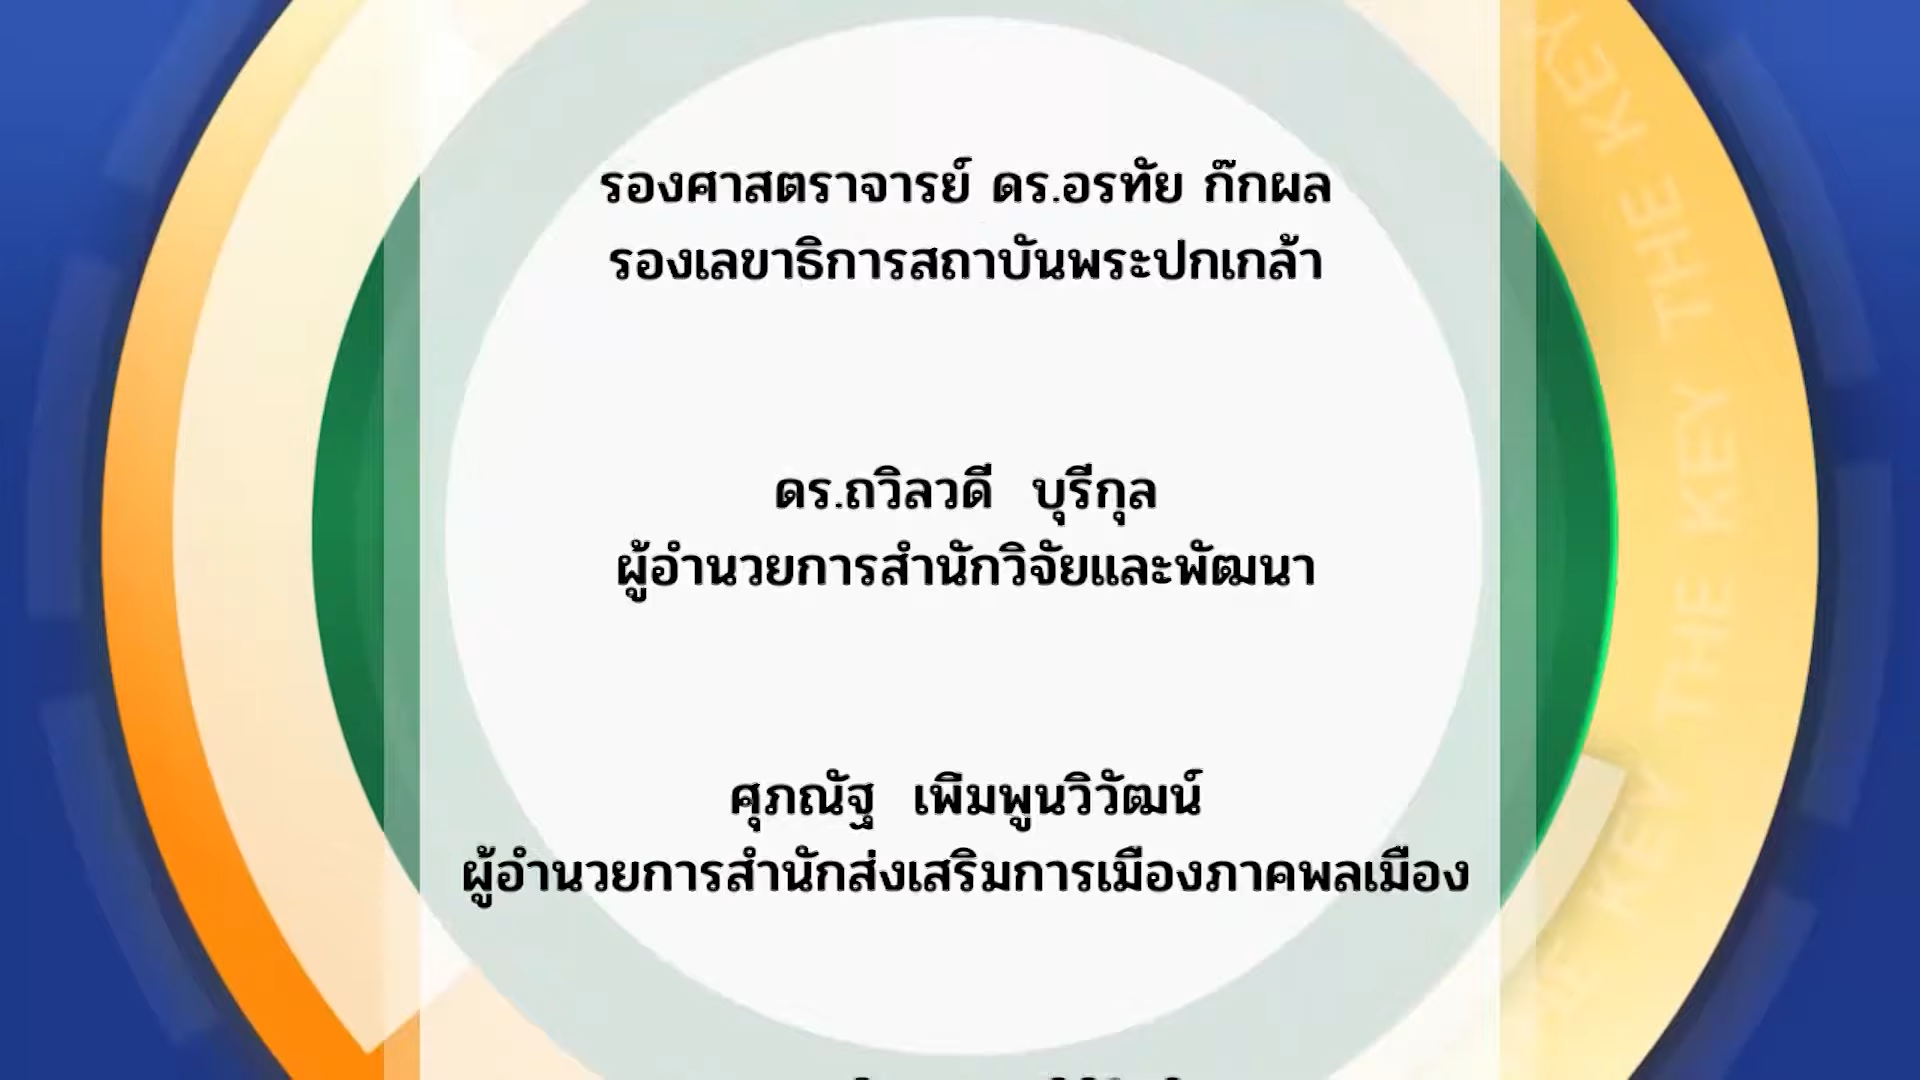 รองศาสตราจารย์ ดร.อรทัย ก๊กผล
รองเลขาธิการสถาบันพระปกเกล้า
ดร.ถวิลวดี บุรีกุล
ผู้อำนวยการสำนักวิจัยและพัฒนา
ศุภณัฐ เพิ่มพูนวิวัฒน์
ผู้อำนวยการสำนักส่งเสริมการเมืองภาคพลเมือง
THE KEY THE KEY THE KEY